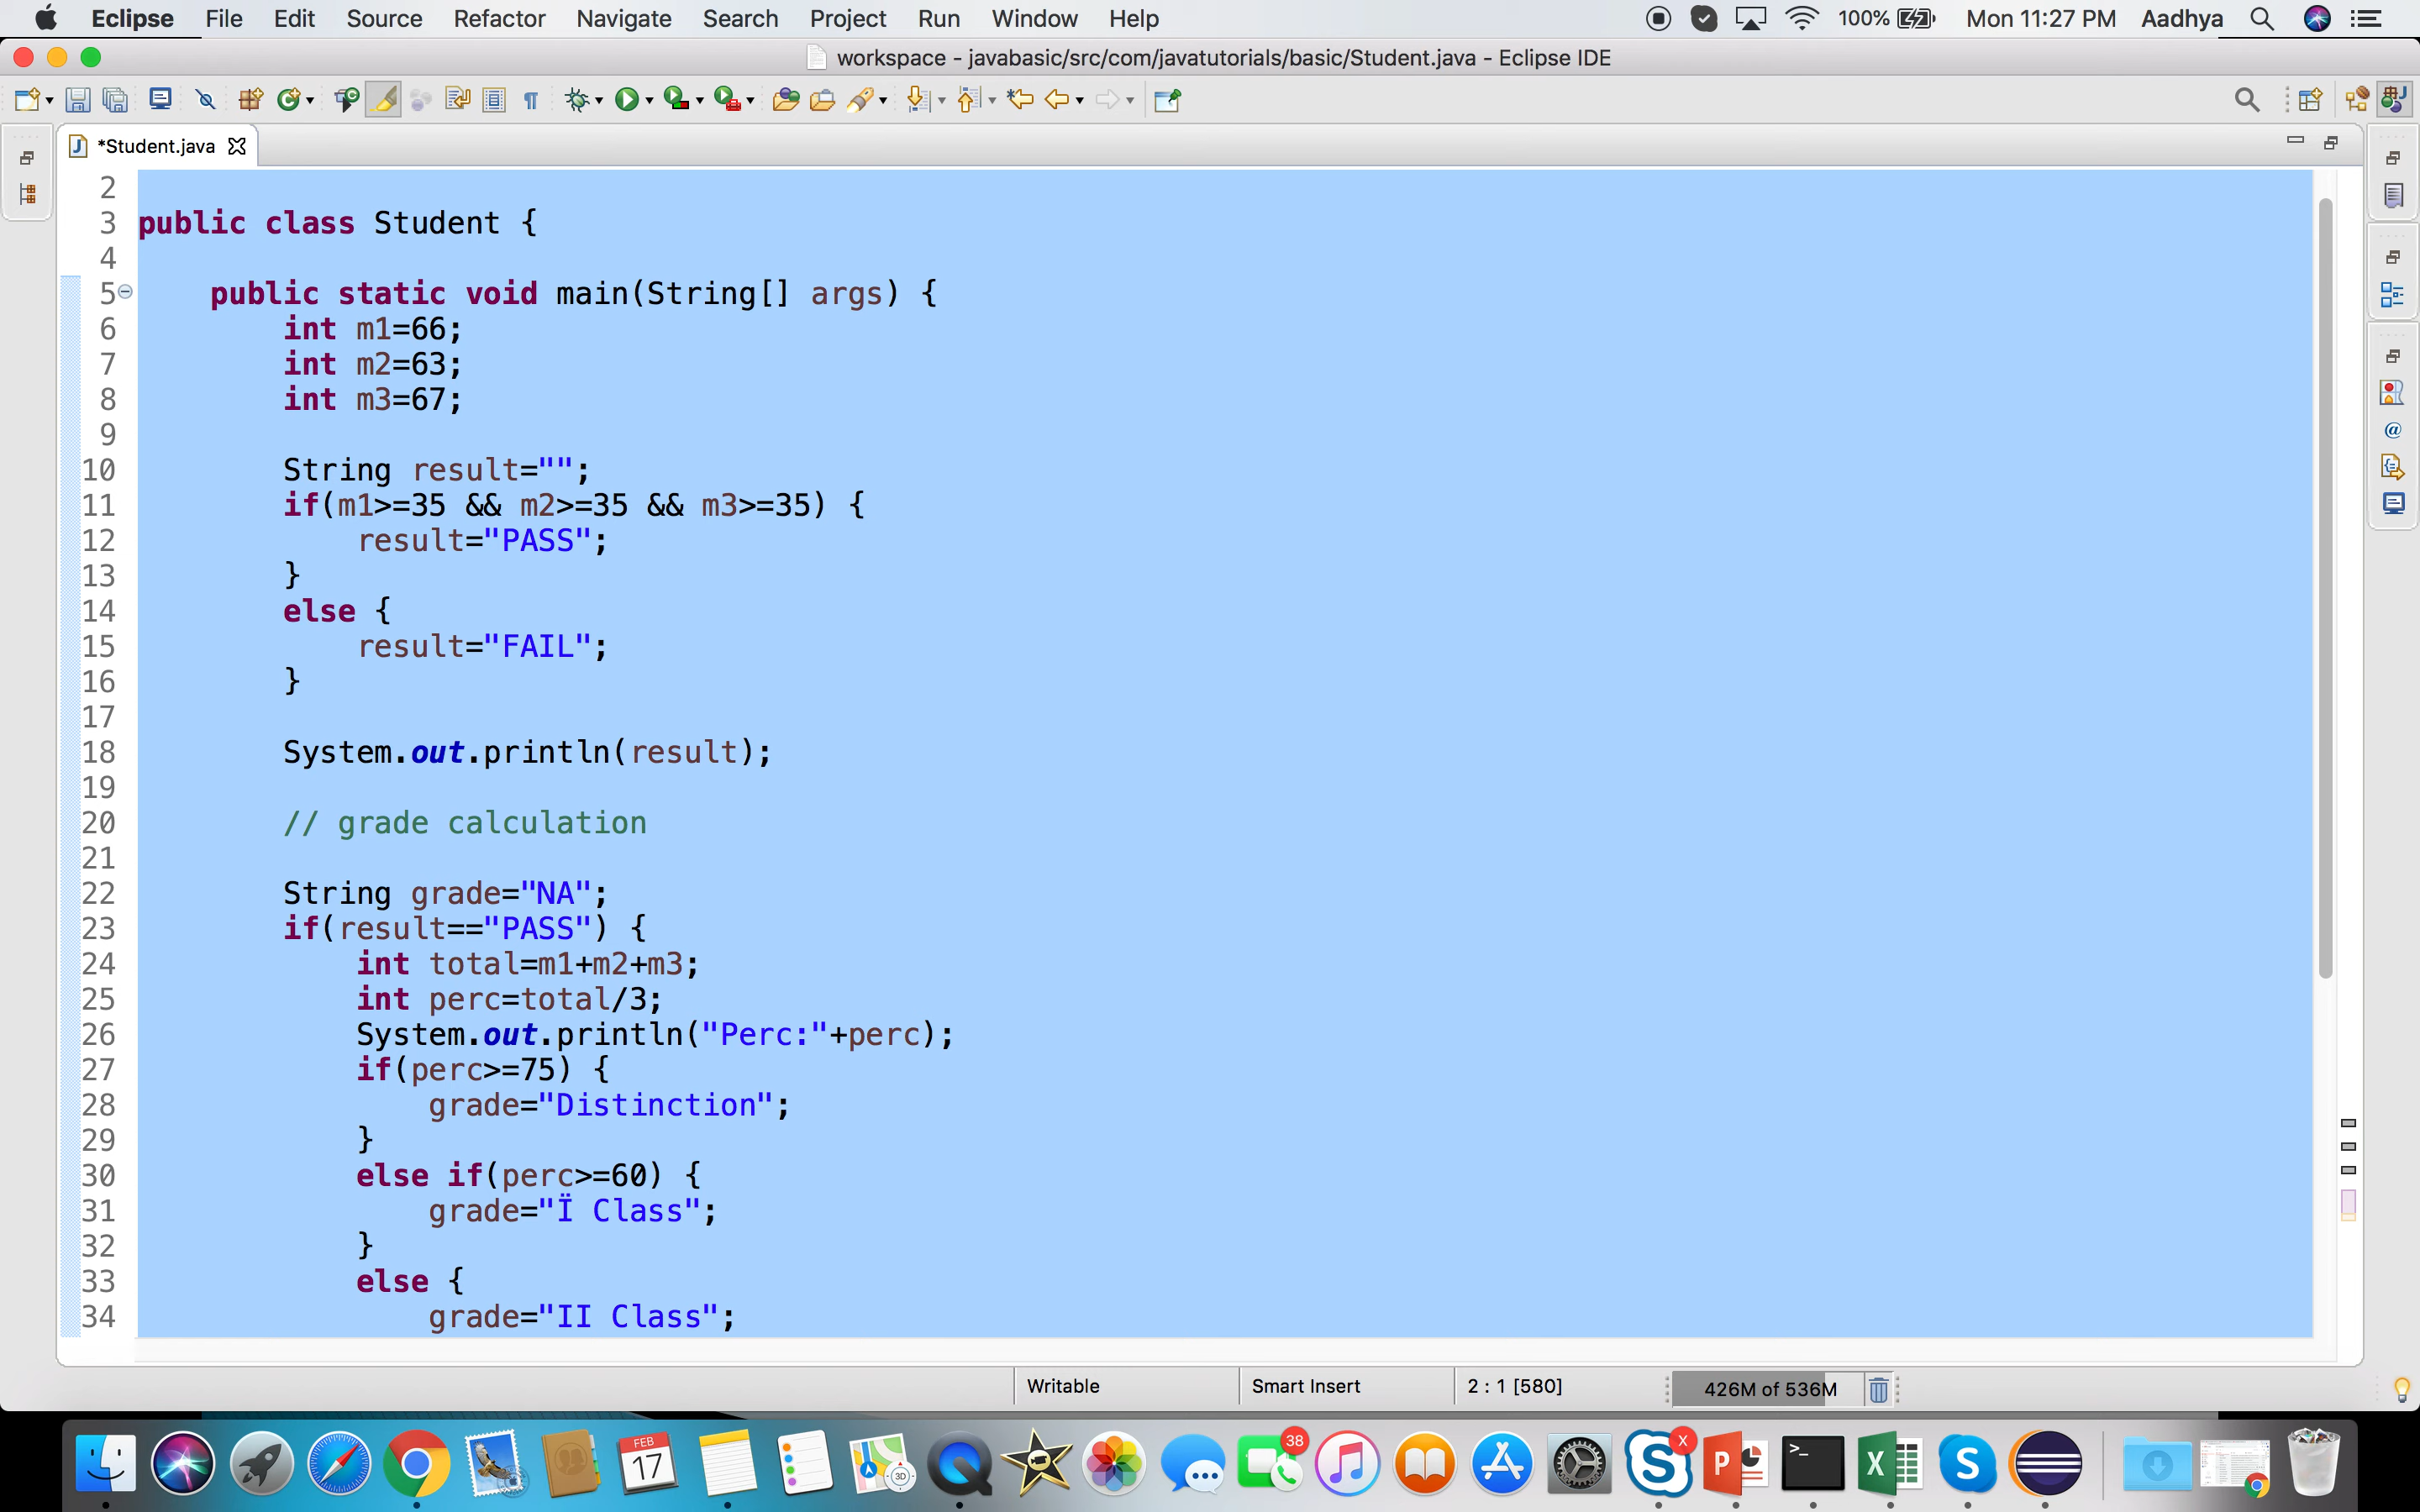 Eclipse File Edit Source Refactor Navigate Search Project Run Window Help 100% Mon 11:27 PM Aadhya
workspace - javabasic/src/com/javatutorials/basic/Student.java - Eclipse IDE
*Student.java
2
3 public class Student {
4
5 public static void main(String[] args) {
6 int m1=66;
7 int m2=63;
8 int m3=67;
9
10 String result="";
11 if(m1>=35 && m2>=35 && m3>=35) {
12 result="PASS";
13 }
14 else {
15 result="FAIL";
16 }
17
18 System.out.println(result);
19
20 // grade calculation
21
22 String grade="NA";
23 if(result=="PASS") {
24 int total=m1+m2+m3;
25 int perc=total/3;
26 System.out.println("Perc:"+perc);
27 if(perc>=75) {
28 grade="Distinction";
29 }
30 else if(perc>=60) {
31 grade="Ï Class";
32 }
33 else {
34 grade="II Class";
Writable Smart Insert 2 : 1 [580] 426M of 536M
FEB
17
3D
38
X